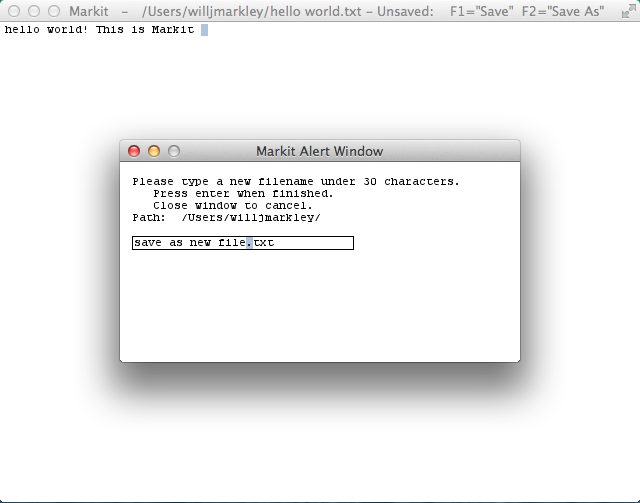 Markit  -  /Users/willjmarkley/hello world.txt – Unsaved:   F1="Save"  F2="Save As"
hello world! This is Markit
Markit Alert Window
Please type a new filename under 30 characters.
Press enter when finished.
Close window to cancel.
Path:  /Users/willjmarkley/
save as new file.txt